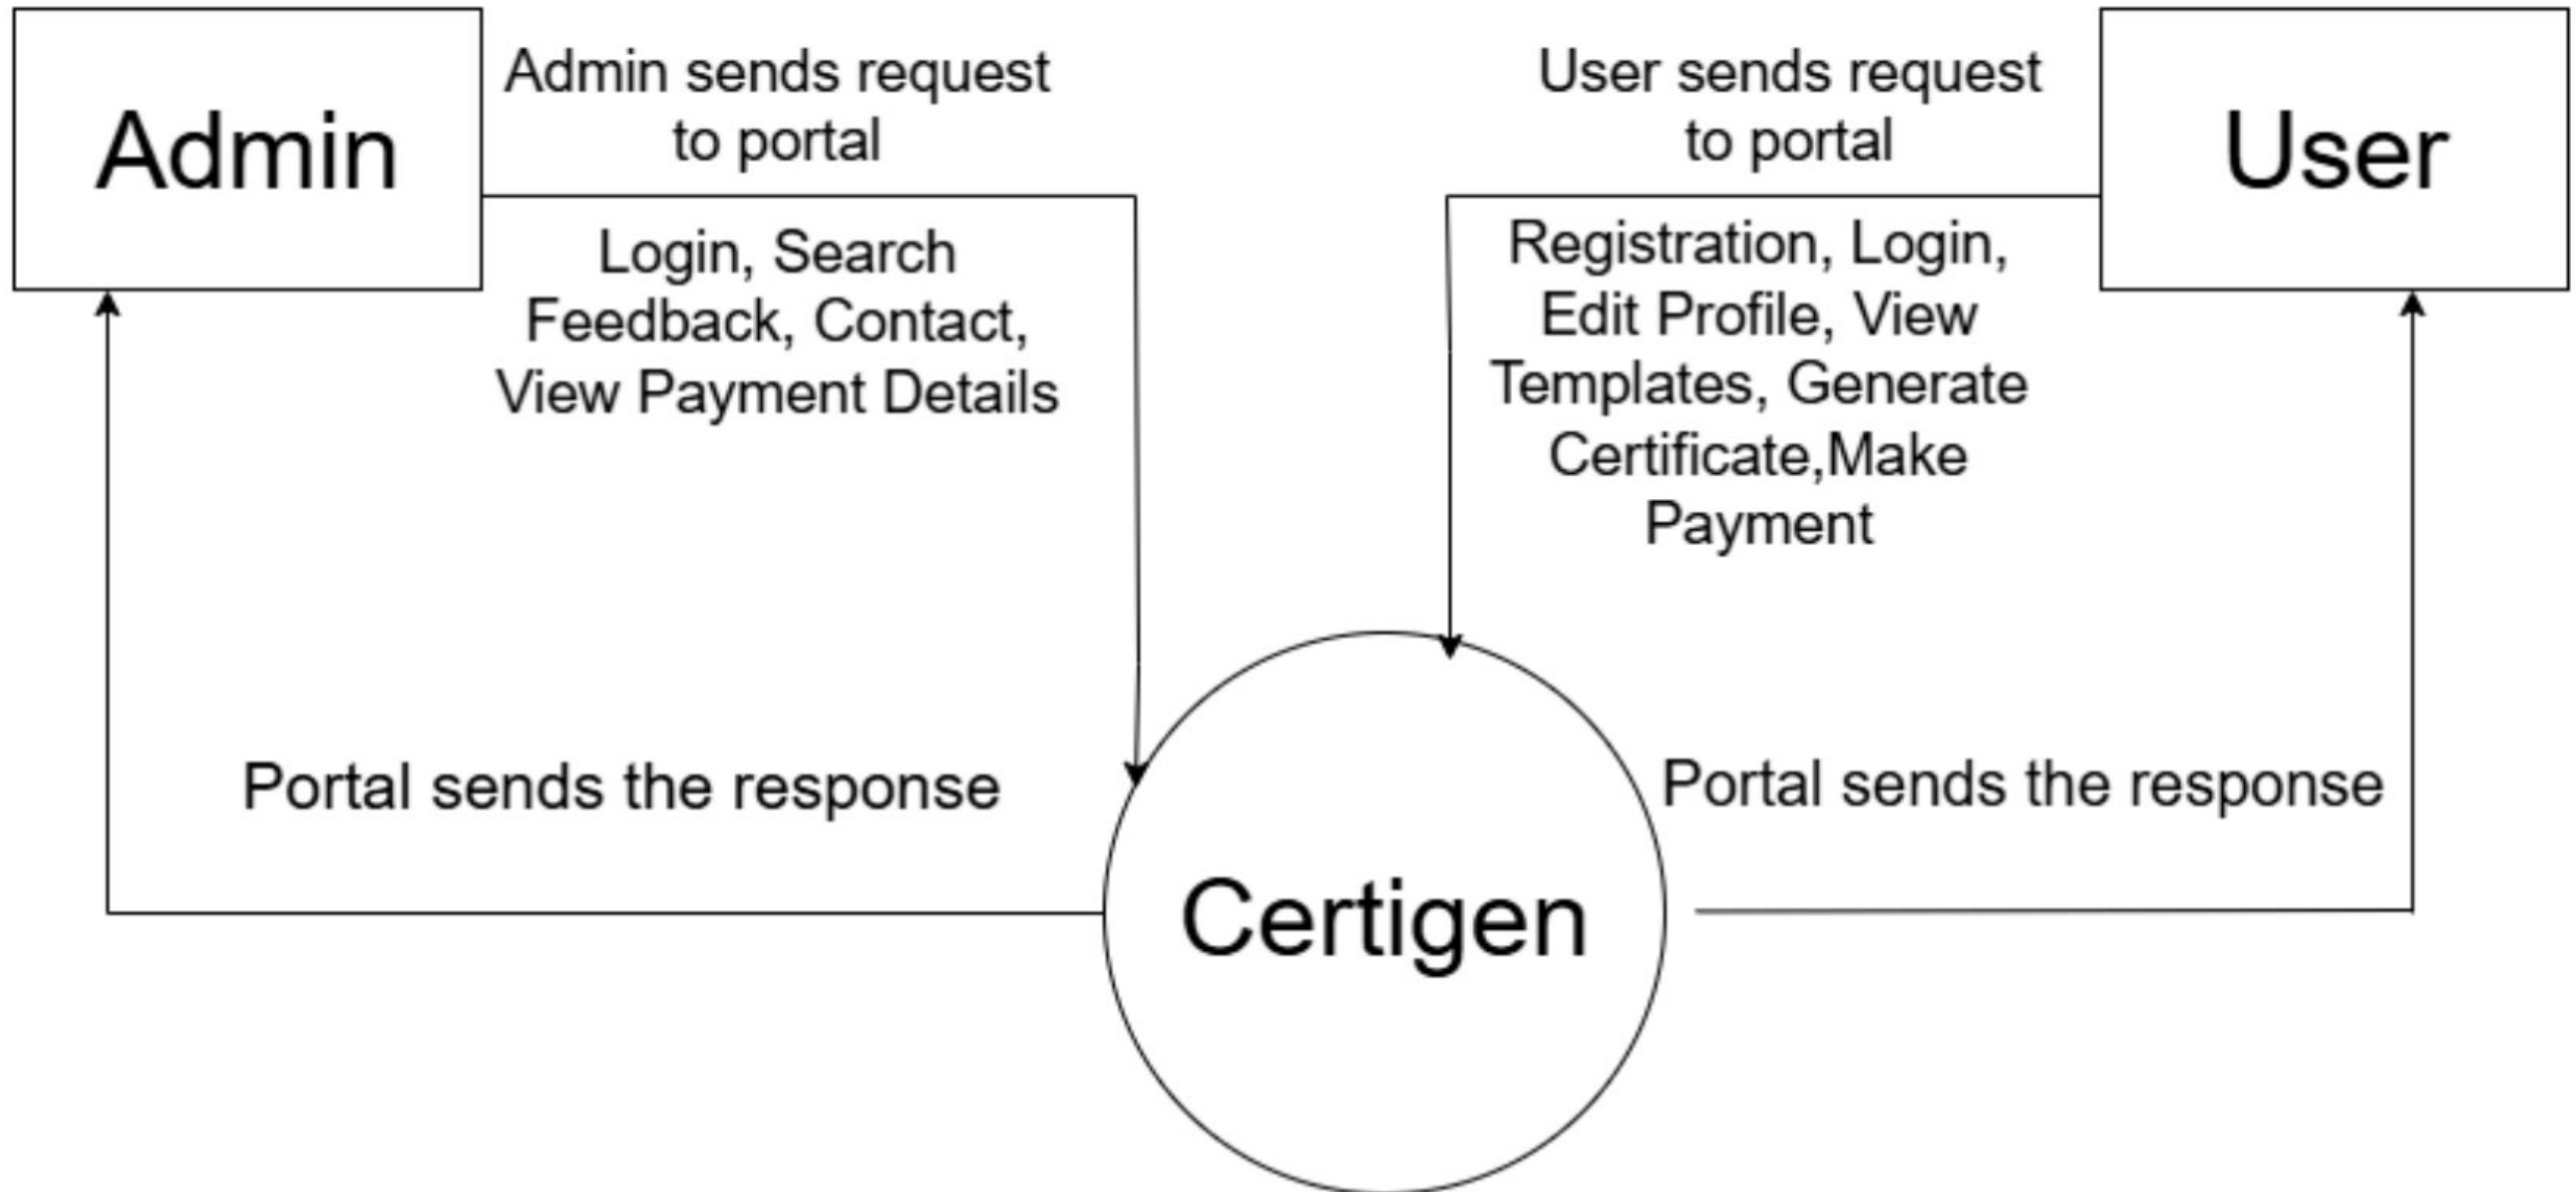 Admin
Admin sends request
to portal
Login, Search
Feedback, Contact,
View Payment Details
User sends request
to portal
Registration, Login,
Edit Profile, View
Templates, Generate
Certificate,Make
Payment
User
Portal sends the response
Certigen
Portal sends the response